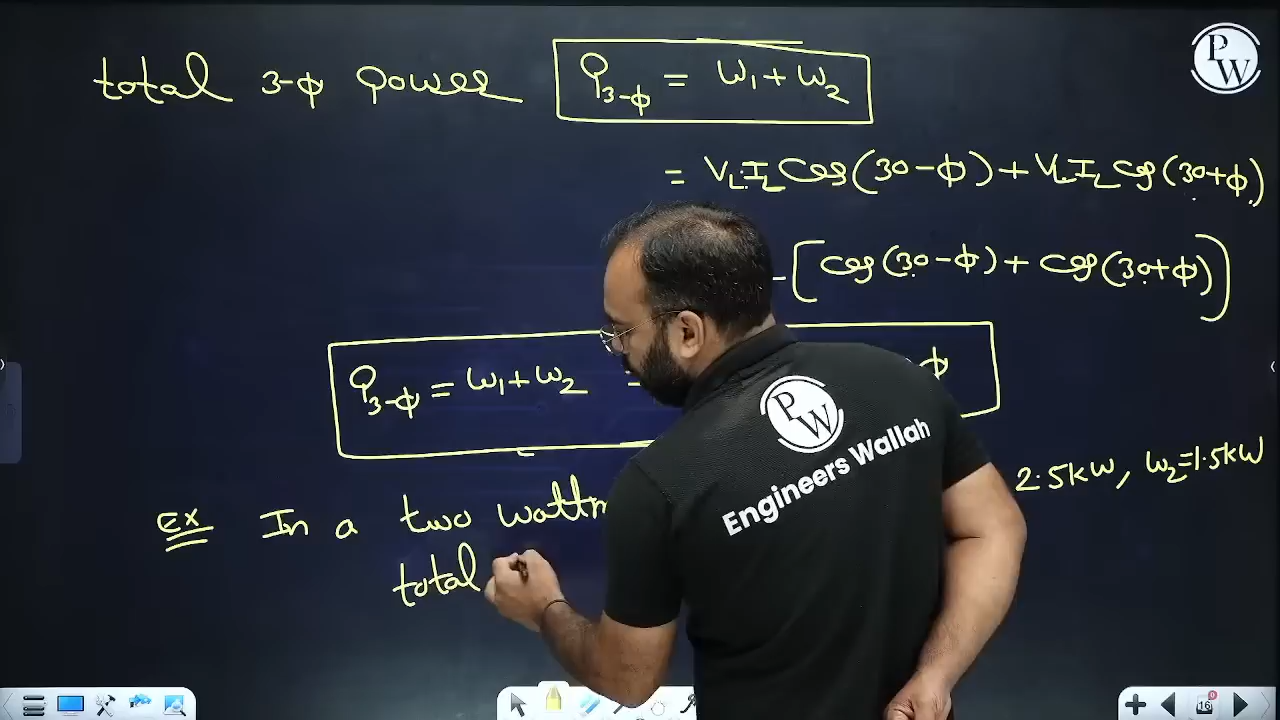 total 3-ϕ Power P3-ϕ = W1 + W2
PW
= VLIL Cos(30-ϕ) + VLIL Cos(30+ϕ)
[Cos(30-ϕ) + Cos(30+ϕ)]
P3-ϕ = W1 + W2 = ϕ
PW
Engineers Wallah
Ex In a two 2.5kW, W2=1.5kW
total
16